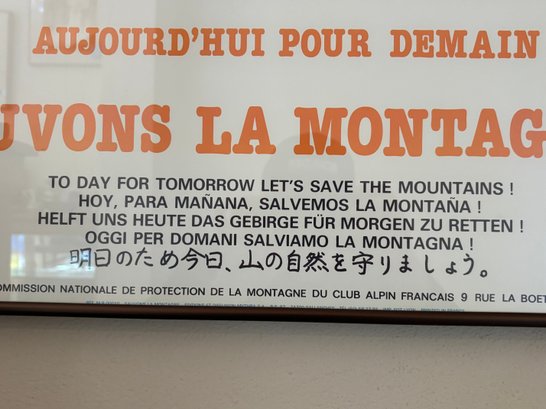 AUJOURD'HUI POUR DEMAIN
UVONS LA MONTAG
TO DAY FOR TOMORROW LET'S SAVE THE MOUNTAINS !
HOY, PARA MAÑANA, SALVEMOS LA MONTAÑA !
HELFT UNS HEUTE DAS GEBIRGE FÜR MORGEN ZU RETTEN !
OGGI PER DOMANI SALVIAMO LA MONTAGNA !
明日のため今日、山の自然を守りましょう。
OMMISSION NATIONALE DE PROTECTION DE LA MONTAGNE DU CLUB ALPIN FRANCAIS 9 RUE LA BOET